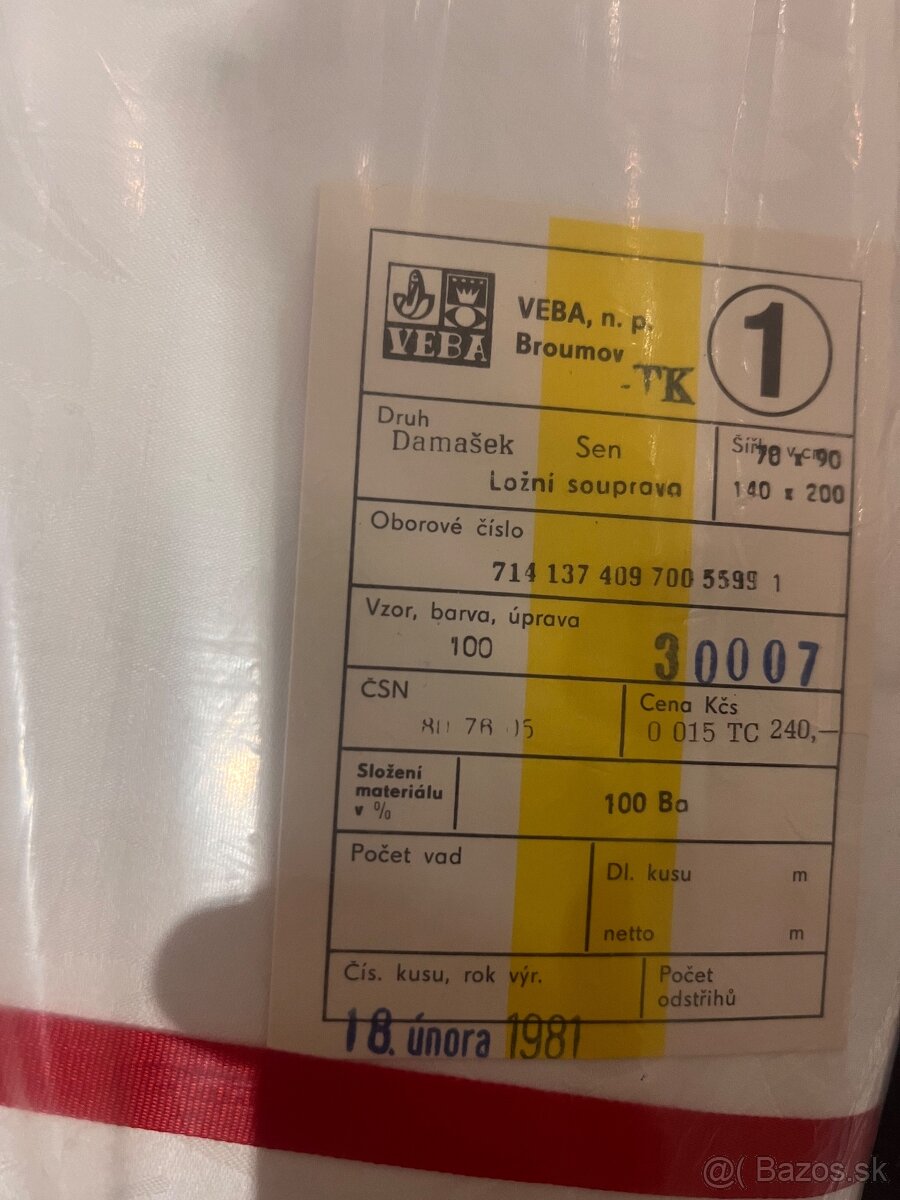 VEBA
VEBA, n. p.
Broumov
-TK
1
Druh
Damašek Sen
Ložní souprava
Šířka v cm
70 x 90
140 x 200
Oborové číslo
714 137 409 700 5599 1
Vzor, barva, úprava
100 30007
ČSN
80 76 05
Cena Kčs
0 015 TC 240,—
Složení
materiálu
v %
100 Ba
Počet vad
Dl. kusu m
netto m
Čís. kusu, rok výr.
18. února 1981
Počet
odstřihů
@( Bazos.sk